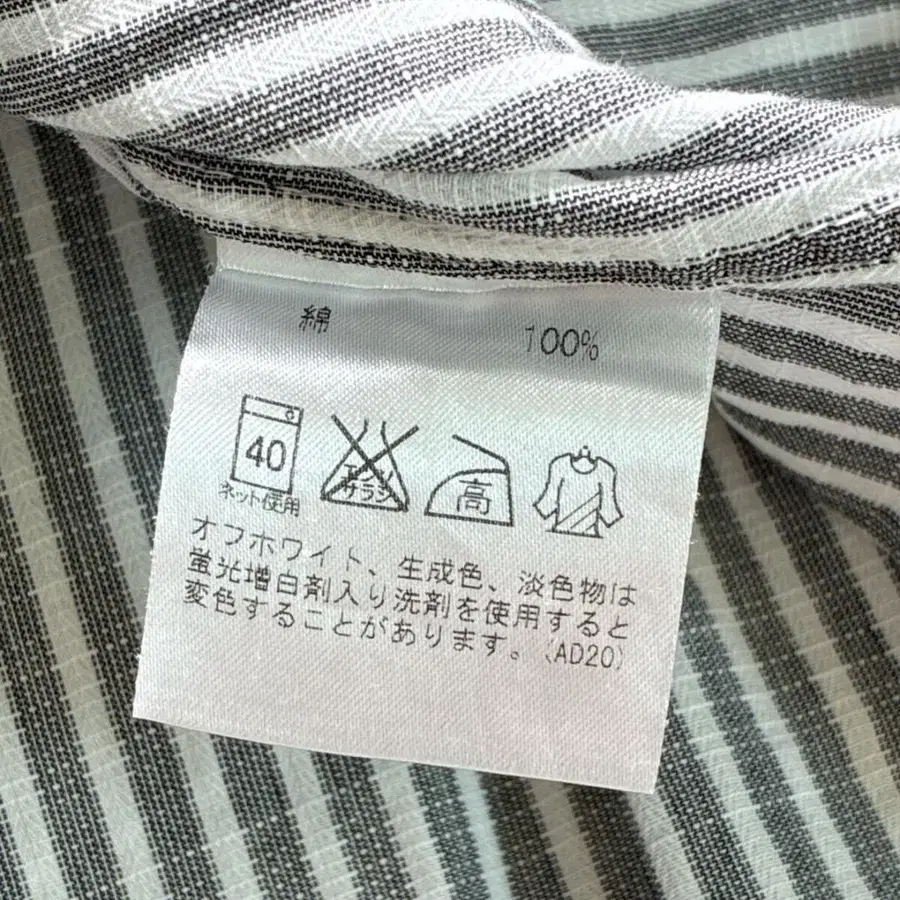 綿 100%
40
ネット使用
エンソ
サラシ
高
オフホワイト、生成色、淡色物は
蛍光増白剤入り洗剤を使用すると
変色することがあります。(AD20)